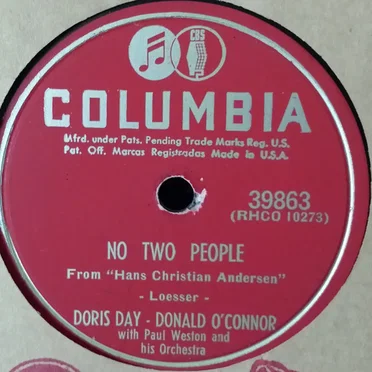 CBS
COLUMBIA
Mfrd. under Pats. Pending Trade Marks Reg. U.S.
Pat. Off. Marcas Registradas Made in U.S.A.
39863
(RHCO 10273)
NO TWO PEOPLE
From "Hans Christian Andersen"
- Loesser -
DORIS DAY - DONALD O'CONNOR
with Paul Weston and
his Orchestra